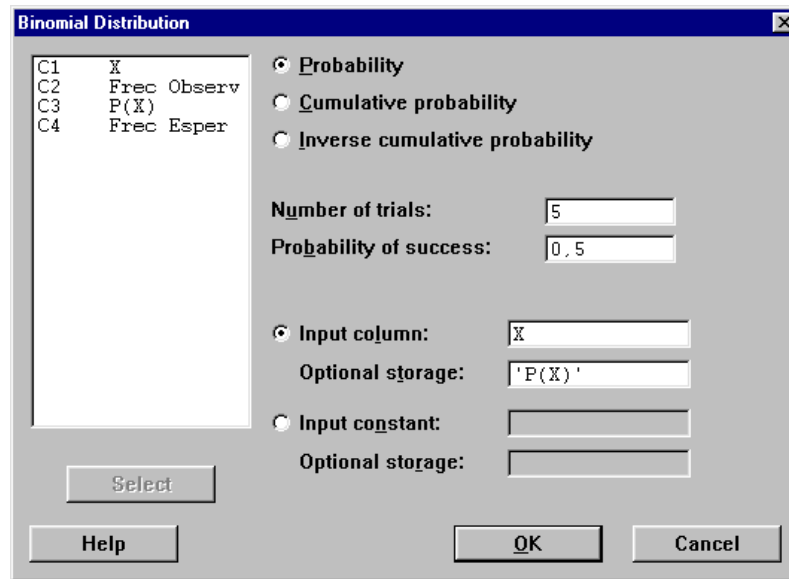 Binomial Distribution
C1 X
C2 Frec Observ
C3 P(X)
C4 Frec Esper
Probability
Cumulative probability
Inverse cumulative probability
Number of trials: 5
Probability of success: 0,5
Input column: X
Optional storage: 'P(X)'
Input constant:
Optional storage:
Select
Help
OK
Cancel